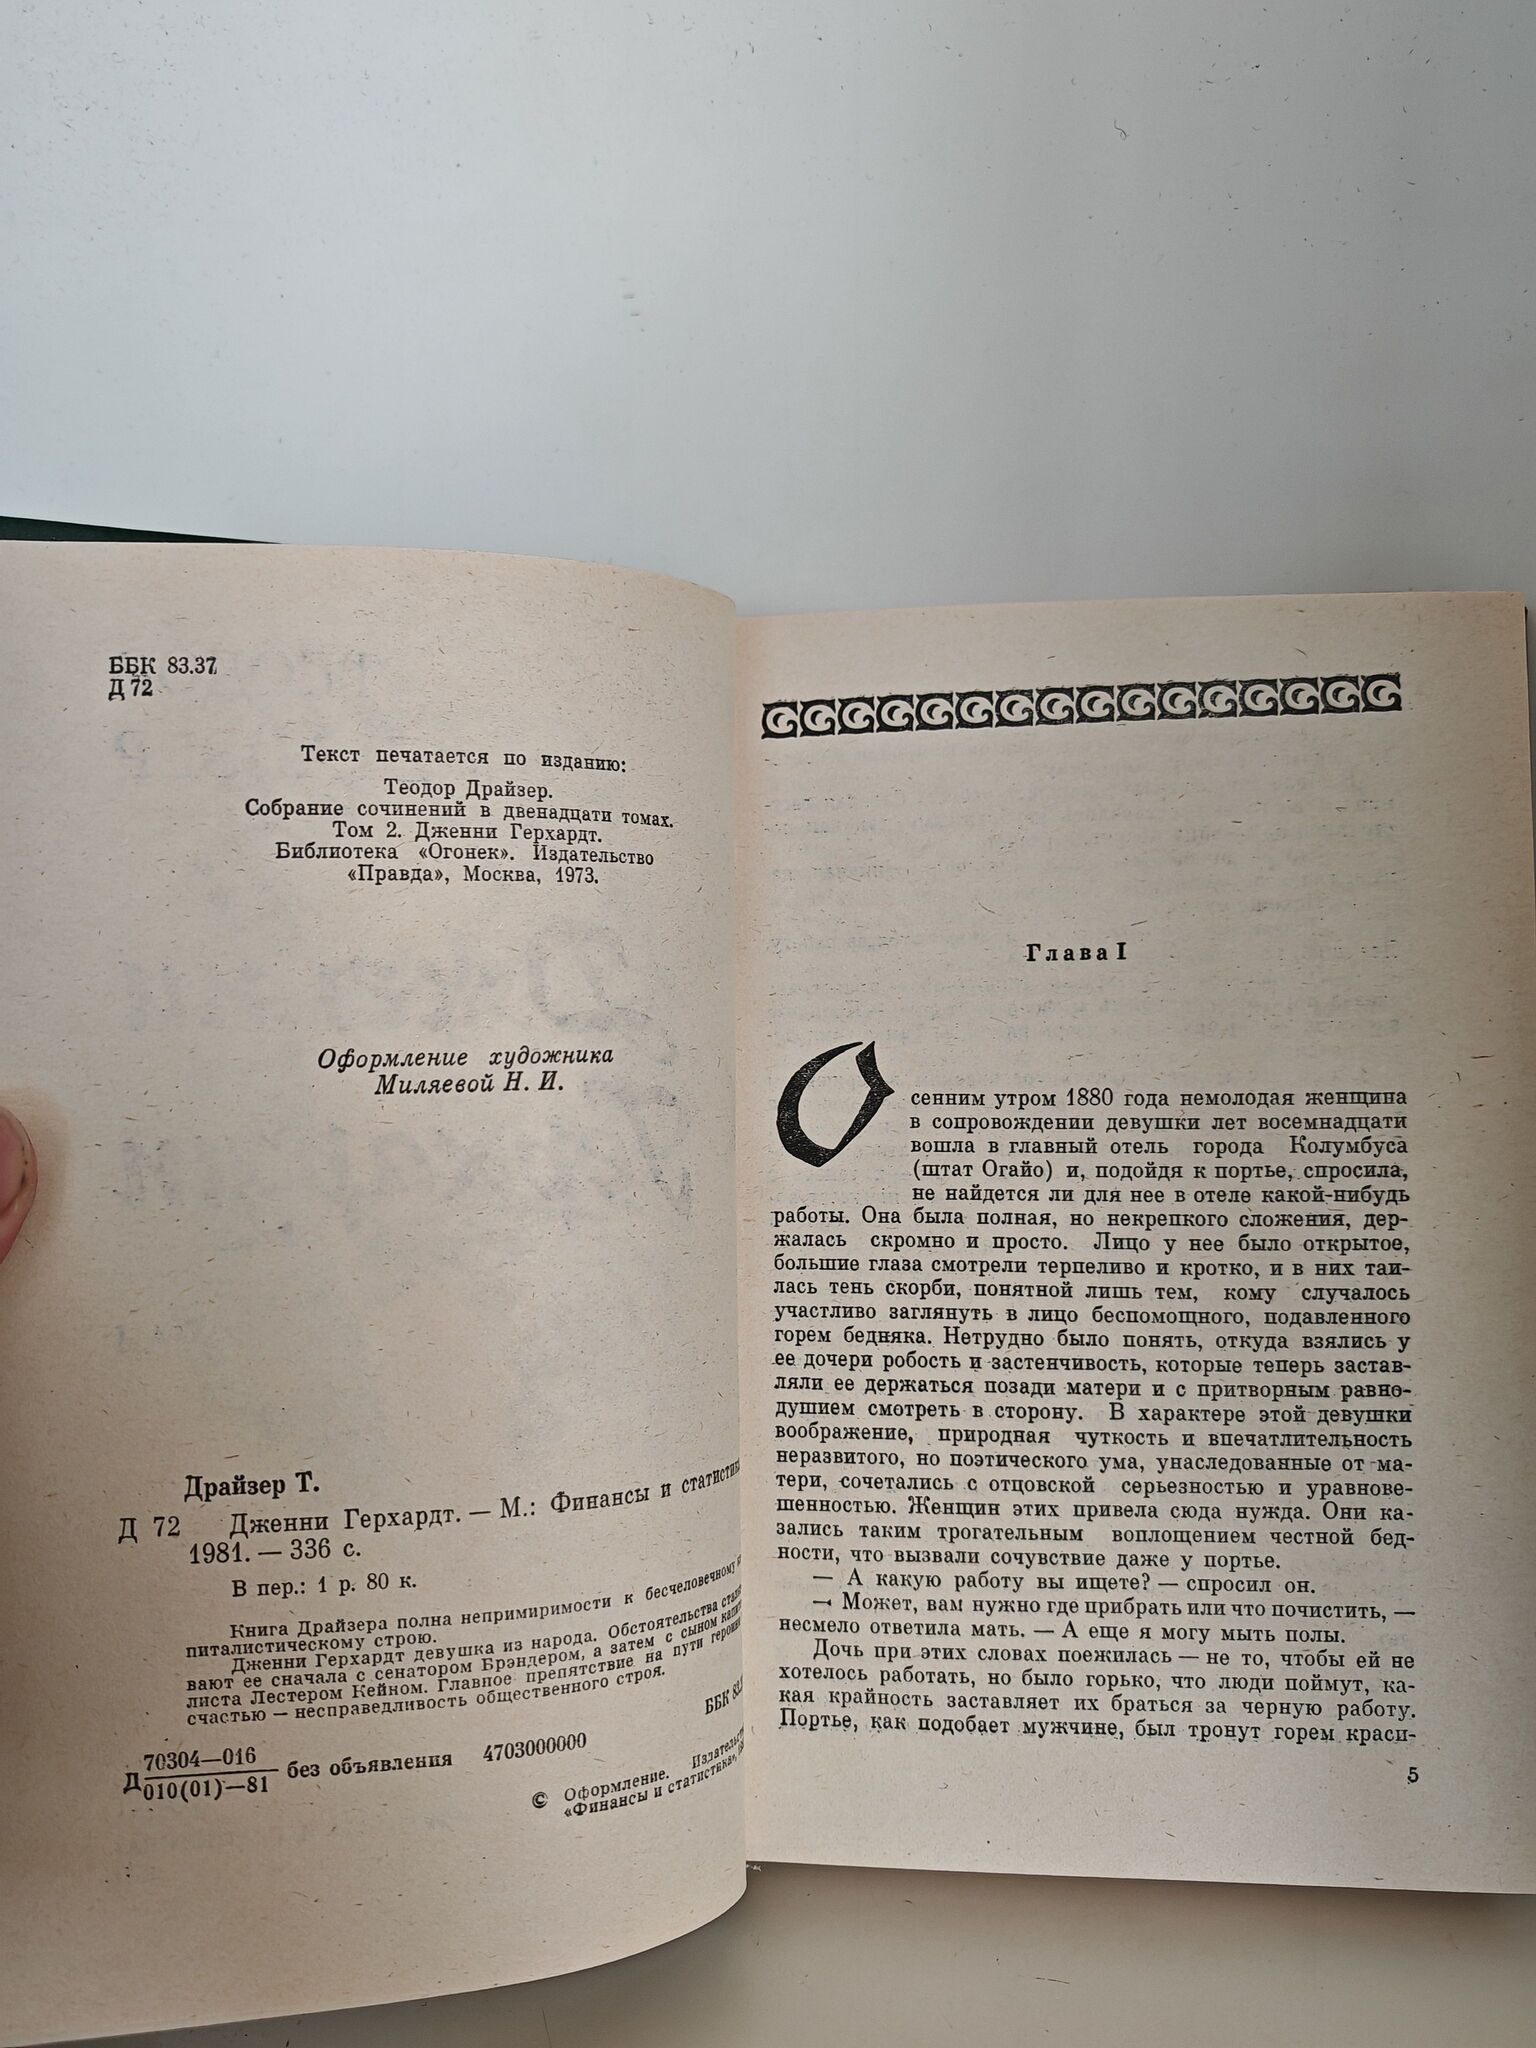 ББК 83.37
Д 72
Текст печатается по изданию:
Теодор Драйзер.
Собрание сочинений в двенадцати томах.
Том 2. Дженни Герхардт.
Библиотека «Огонек». Издательство
«Правда», Москва, 1973.
Оформление художника
Миляевой Н. И.
Драйзер Т.
Д 72 Дженни Герхардт. — М.: Финансы и
1981. — 336 с.
В пер.: 1 р. 80 к.
Книга Драйзера полна непримиримости к бесчеловечному
питалистическому строю.
Дженни Герхардт девушка из народа. Обстоятельства
вают ее сначала с сенатором Брэндером, а затем с сыном
листа Лестером Кейном. Главное препятствие на пути
счастью — несправедливость общественного строя.
ББК
Д 70304—016
010(01)—81 без объявления 4703000000
© Оформление.
«Финансы и статистика»,
Глава I
Осенним утром 1880 года немолодая женщина
в сопровождении девушки лет восемнадцати
вошла в главный отель города Колумбуса
(штат Огайо) и, подойдя к портье, спросила,
не найдется ли для нее в отеле какой-нибудь
работы. Она была полная, но некрепкого сложения, дер-
жалась скромно и просто. Лицо у нее было открытое,
большие глаза смотрели терпеливо и кротко, и в них таи-
лась тень скорби, понятной лишь тем, кому случалось
участливо заглянуть в лицо беспомощного, подавленного
горем бедняка. Нетрудно было понять, откуда взялись у
ее дочери робость и застенчивость, которые теперь застав-
ляли ее держаться позади матери и с притворным равно-
душием смотреть в сторону. В характере этой девушки
воображение, природная чуткость и впечатлительность
неразвитого, но поэтического ума, унаследованные от ма-
тери, сочетались с отцовской серьезностью и уравнове-
шенностью. Женщин этих привела сюда нужда. Они ка-
зались таким трогательным воплощением честной бед-
ности, что вызвали сочувствие даже у портье.
— А какую работу вы ищете? — спросил он.
— Может, вам нужно где прибрать или что почистить, —
несмело ответила мать. — А еще я могу мыть полы.
Дочь при этих словах поежилась — не то, чтобы ей не
хотелось работать, но было горько, что люди поймут, ка-
кая крайность заставляет их браться за черную работу.
Портье, как подобает мужчине, был тронут горем краси-
5